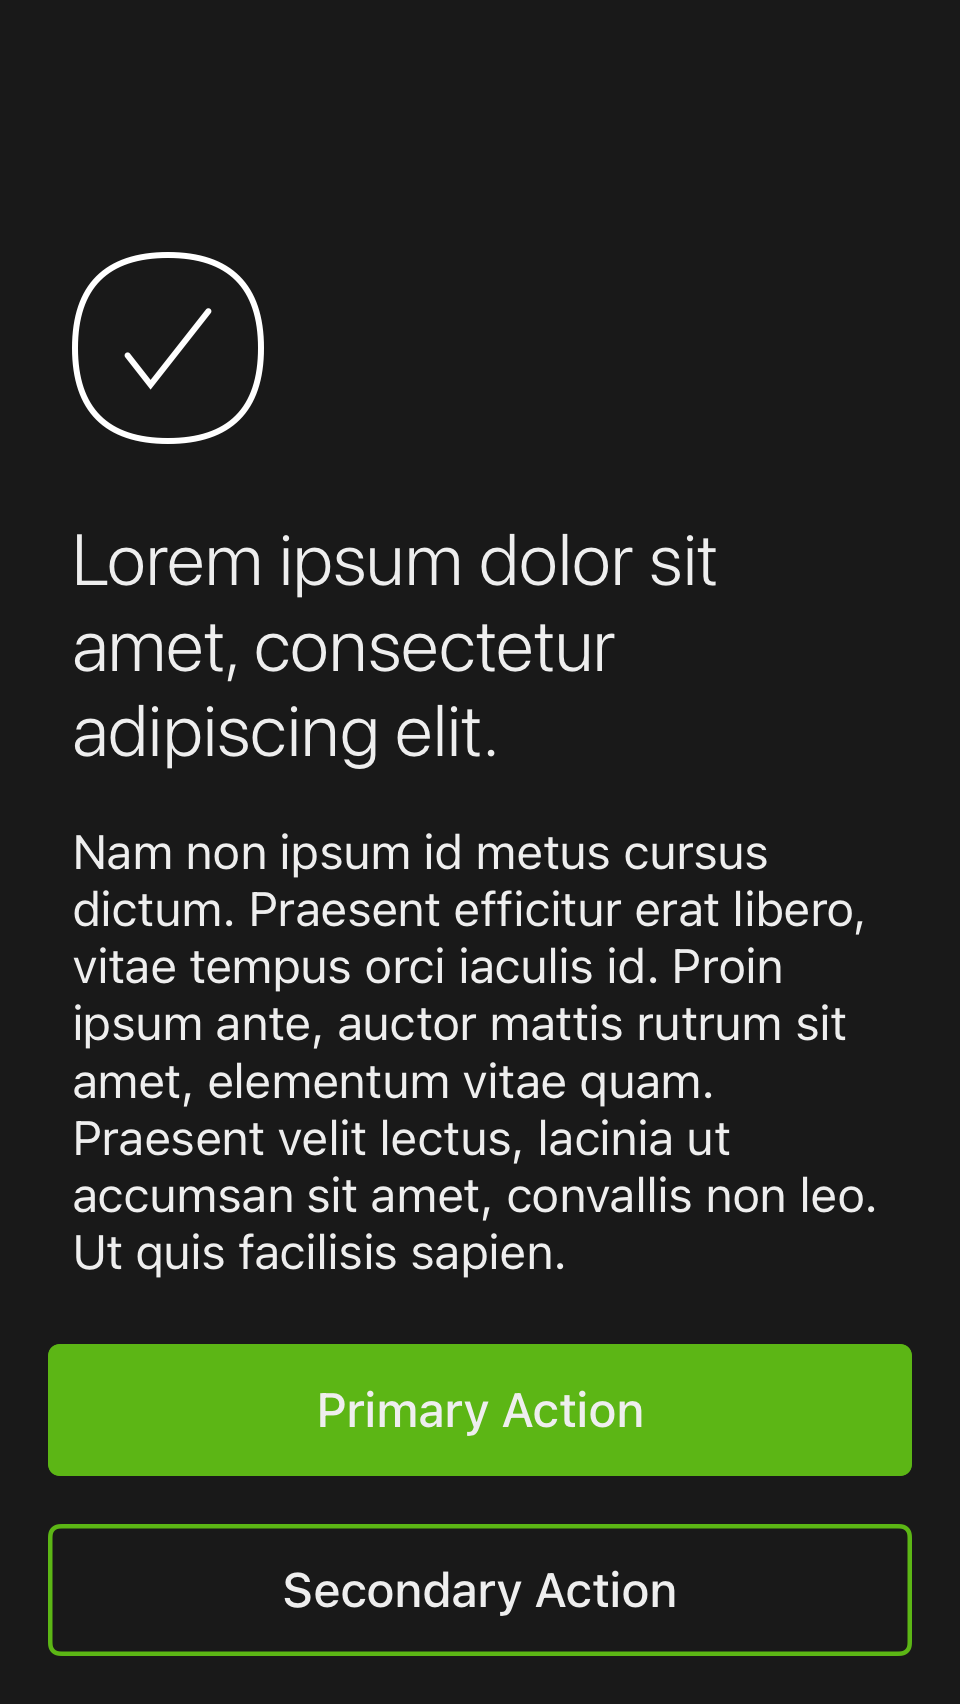 Lorem ipsum dolor sit
amet, consectetur
adipiscing elit.
Nam non ipsum id metus cursus
dictum. Praesent efficitur erat libero,
vitae tempus orci iaculis id. Proin
ipsum ante, auctor mattis rutrum sit
amet, elementum vitae quam.
Praesent velit lectus, lacinia ut
accumsan sit amet, convallis non leo.
Ut quis facilisis sapien.
Primary Action
Secondary Action